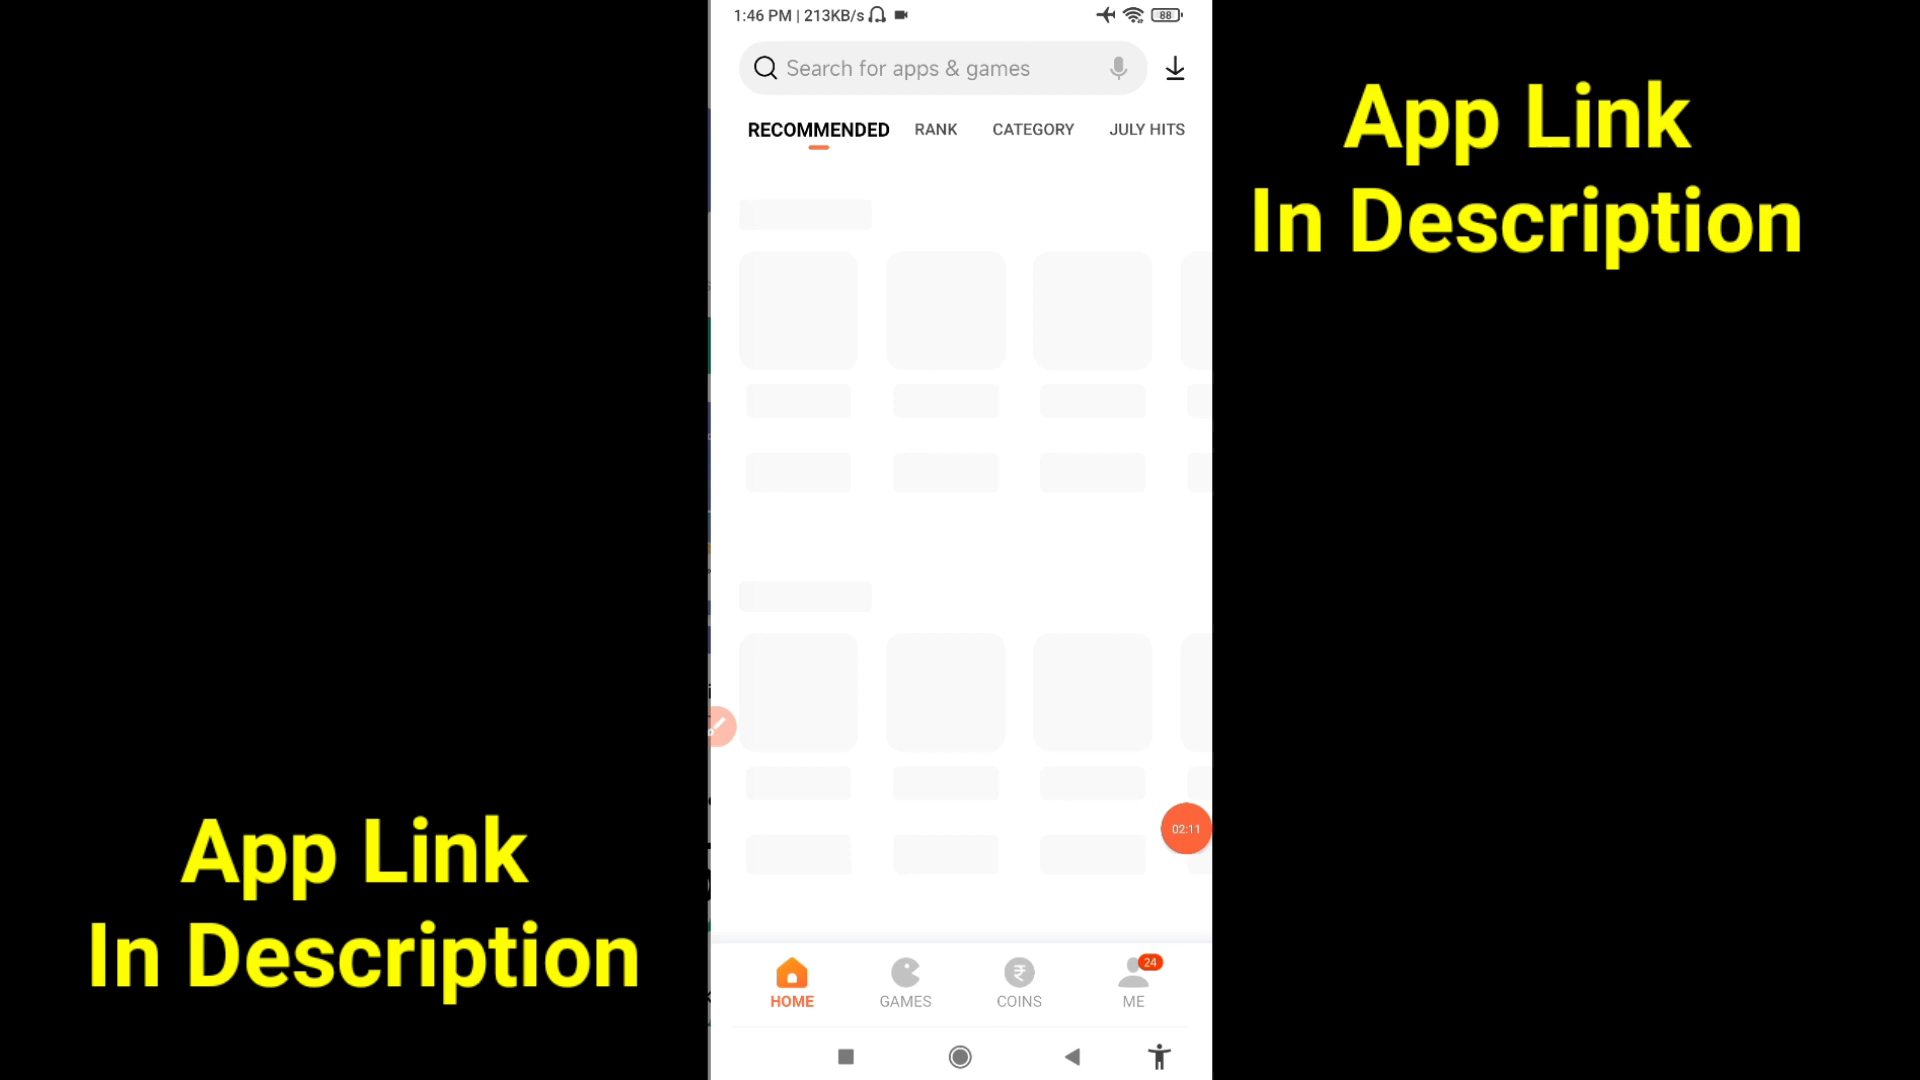 1:46 PM | 213KB/s
88
Search for apps & games
RECOMMENDED
RANK
CATEGORY
JULY HITS
App Link
In Description
02:11
App Link
In Description
24
HOME
GAMES
COINS
ME